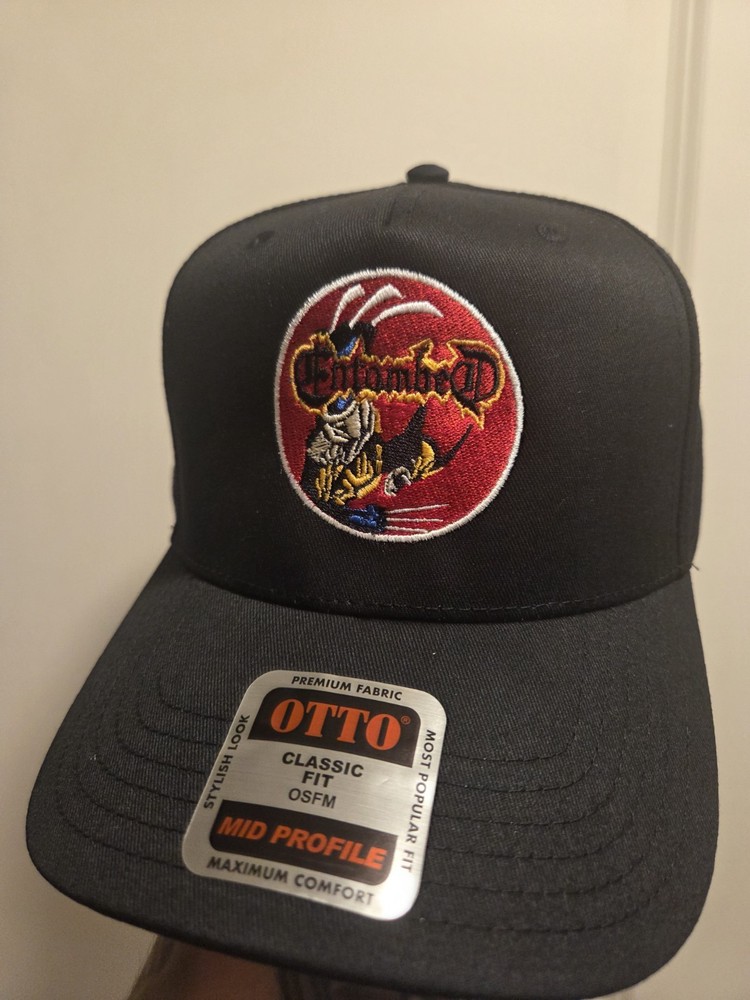 EntombeD
PREMIUM FABRIC
OTTO®
CLASSIC
FIT
OSFM
MID PROFILE
MAXIMUM COMFORT
STYLISH LOOK
MOST POPULAR FIT